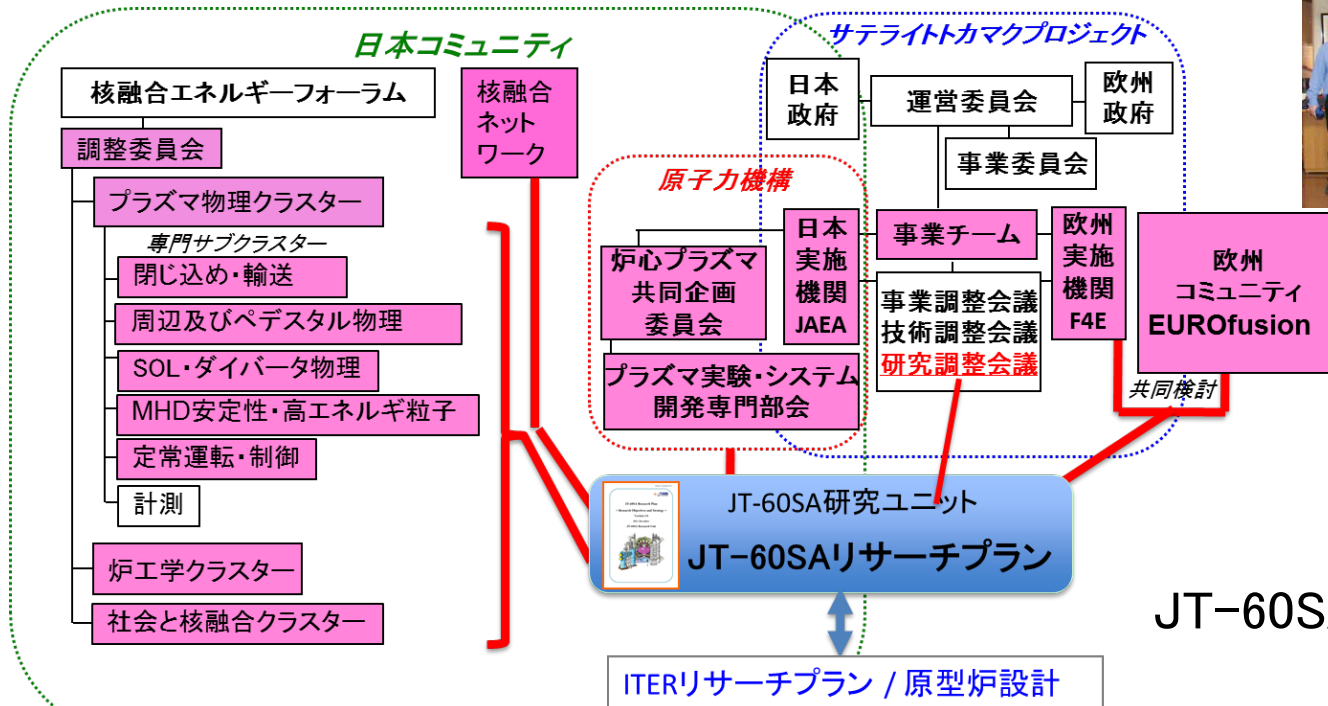 日本コミュニティ
核融合エネルギーフォーラム
調整委員会
プラズマ物理クラスター
専門サブクラスター
閉じ込め・輸送
周辺及びペデスタル物理
SOL・ダイバータ物理
MHD安定性・高エネルギ粒子
定常運転・制御
計測
炉工学クラスター
社会と核融合クラスター
核融合
ネット
ワーク
サテライトトカマクプロジェクト
日本
政府
運営委員会
欧州
政府
事業委員会
原子力機構
炉心プラズマ
共同企画
委員会
日本
実施
機関
JAEA
プラズマ実験・システム
開発専門部会
事業チーム
事業調整会議
技術調整会議
研究調整会議
欧州
実施
機関
F4E
欧州
コミュニティ
EUROfusion
共同検討
JT-60SA研究ユニット
JT-60SAリサーチプラン
ITERリサーチプラン / 原型炉設計
JT-60S